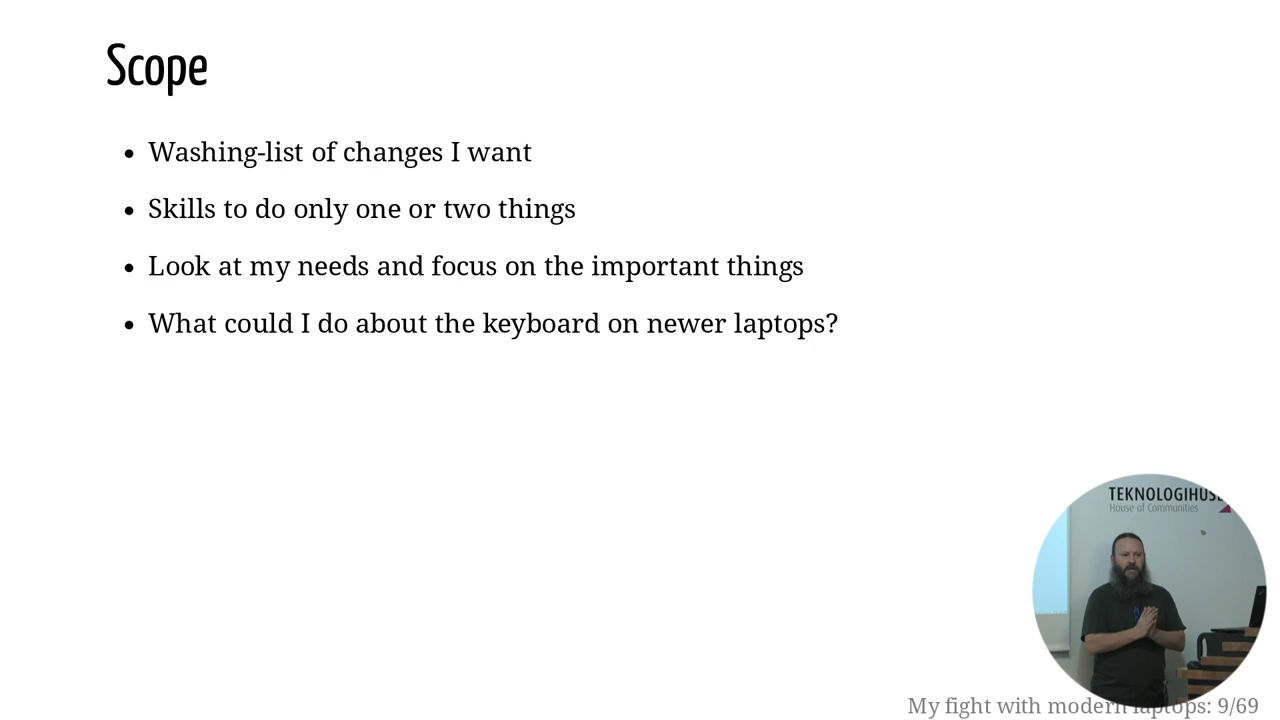 Scope
Washing-list of changes I want
Skills to do only one or two things
Look at my needs and focus on the important things
What could I do about the keyboard on newer laptops?
TEKNOLOGIHUSE
House of Communities
My fight with modern laptops: 9/69